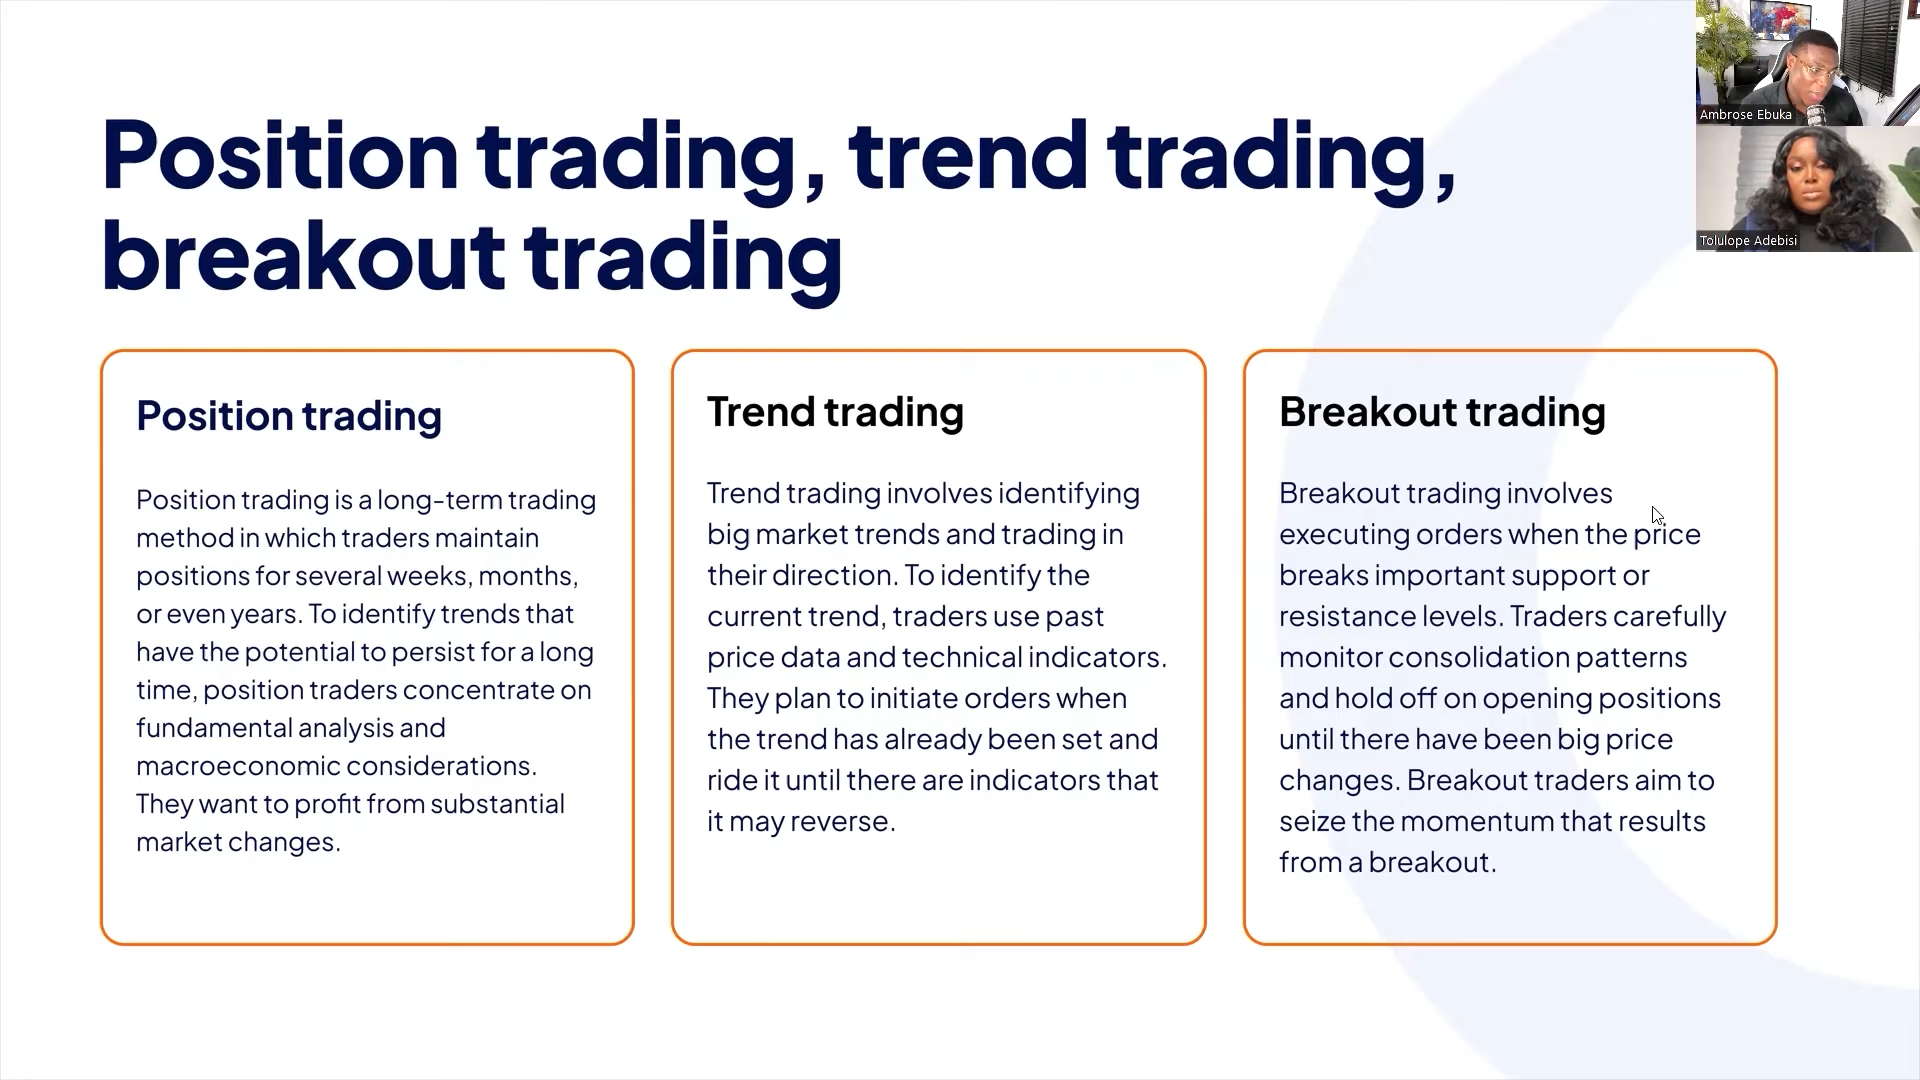 Position trading, trend trading,
breakout trading
Position trading
Position trading is a long-term trading
method in which traders maintain
positions for several weeks, months,
or even years. To identify trends that
have the potential to persist for a long
time, position traders concentrate on
fundamental analysis and
macroeconomic considerations.
They want to profit from substantial
market changes.
Trend trading
Trend trading involves identifying
big market trends and trading in
their direction. To identify the
current trend, traders use past
price data and technical indicators.
They plan to initiate orders when
the trend has already been set and
ride it until there are indicators that
it may reverse.
Breakout trading
Breakout trading involves
executing orders when the price
breaks important support or
resistance levels. Traders carefully
monitor consolidation patterns
and hold off on opening positions
until there have been big price
changes. Breakout traders aim to
seize the momentum that results
from a breakout.
Ambrose Ebuka
Tolulope Adebisi